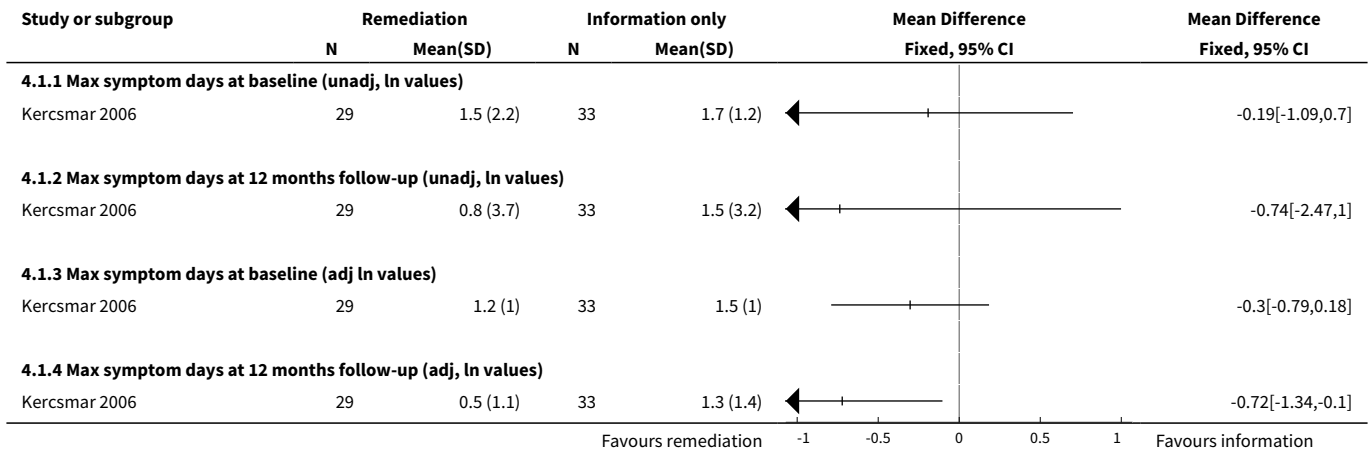 Study or subgroup Remediation Information only Mean Difference Mean Difference
N Mean(SD) N Mean(SD) Fixed, 95% CI Fixed, 95% CI
4.1.1 Max symptom days at baseline (unadj, ln values)
Kercsmar 2006 29 1.5 (2.2) 33 1.7 (1.2) -0.19[-1.09,0.7]
4.1.2 Max symptom days at 12 months follow-up (unadj, ln values)
Kercsmar 2006 29 0.8 (3.7) 33 1.5 (3.2) -0.74[-2.47,1]
4.1.3 Max symptom days at baseline (adj ln values)
Kercsmar 2006 29 1.2 (1) 33 1.5 (1) -0.3[-0.79,0.18]
4.1.4 Max symptom days at 12 months follow-up (adj, ln values)
Kercsmar 2006 29 0.5 (1.1) 33 1.3 (1.4) -0.72[-1.34,-0.1]
Favours remediation -1 -0.5 0 0.5 1 Favours information